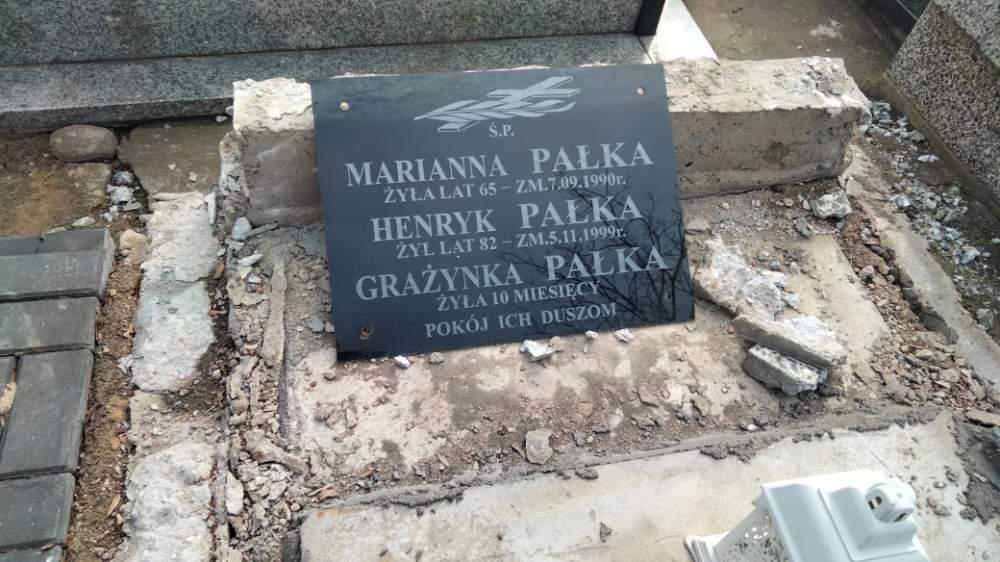 Ś.P.
MARIANNA PAŁKA
ŻYŁA LAT 65 – ZM.7.09.1990r.
HENRYK PAŁKA
ŻYŁ LAT 82 – ZM.5.11.1999r.
GRAŻYNKA PAŁKA
ŻYŁA 10 MIESIĘCY
POKÓJ ICH DUSZOM